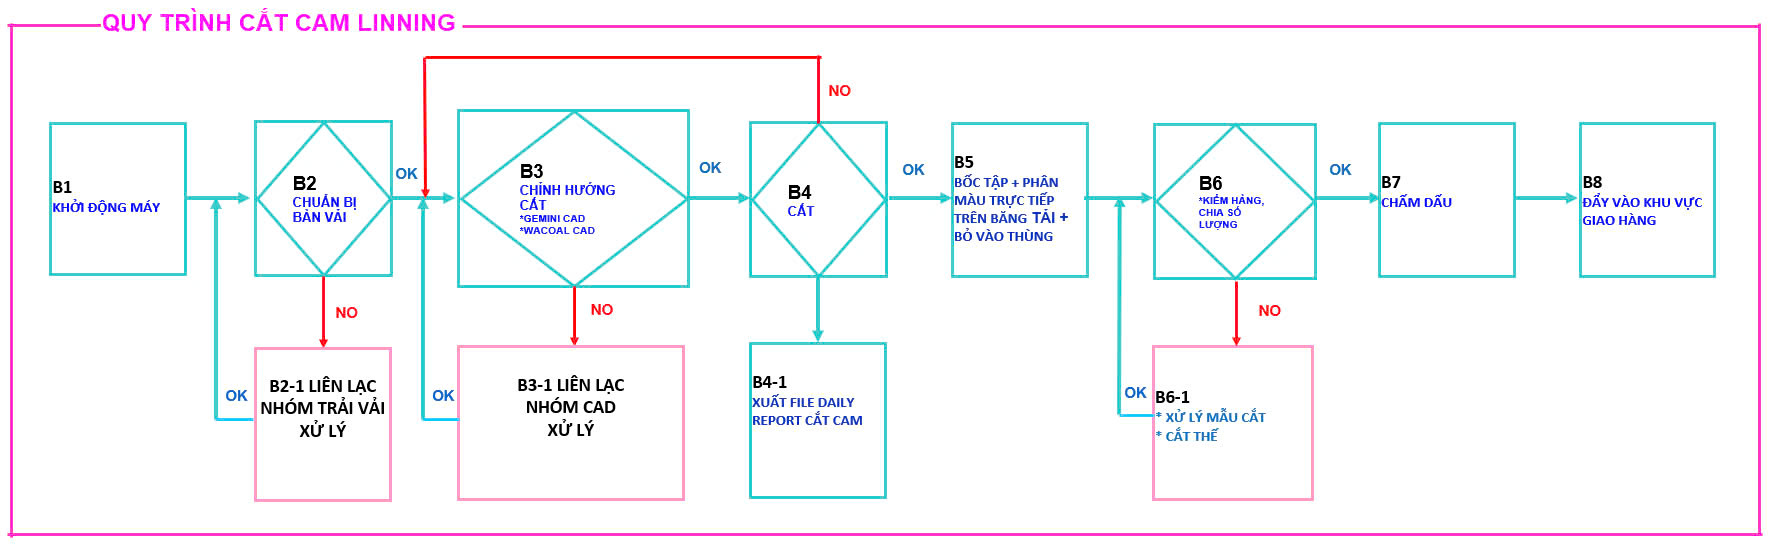 QUY TRÌNH CẮT CAM LINNING
B1
KHỞI ĐỘNG MÁY
B2
CHUẨN BỊ
BÀN VẢI
OK
NO
B2-1 LIÊN LẠC
NHÓM TRẢI VẢI
XỬ LÝ
OK
B3
CHỈNH HƯỚNG
CẮT
*GEMINI CAD
*WACOAL CAD
OK
NO
B3-1 LIÊN LẠC
NHÓM CAD
XỬ LÝ
OK
B4
CẮT
NO
OK
B4-1
XUẤT FILE DAILY
REPORT CẮT CAM
B5
BỐC TẬP + PHÂN
MÀU TRỰC TIẾP
TRÊN BĂNG TẢI +
BỎ VÀO THÙNG
B6
*KIỂM HÀNG,
CHIA SỐ
LƯỢNG
OK
NO
B6-1
* XỬ LÝ MẪU CẮT
* CẮT THẾ
OK
B7
CHẤM DẤU
B8
ĐẨY VÀO KHU VỰC
GIAO HÀNG